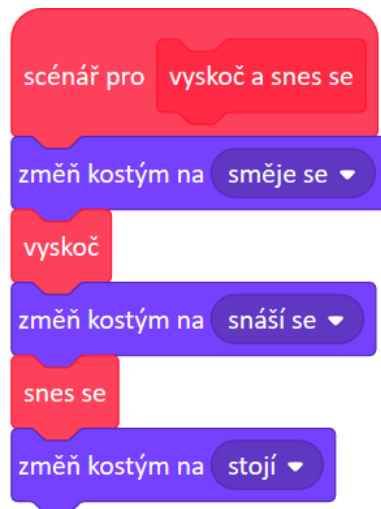 scénář pro vyskoč a snes se
změň kostým na směje se
vyskoč
změň kostým na snáší se
snes se
změň kostým na stojí